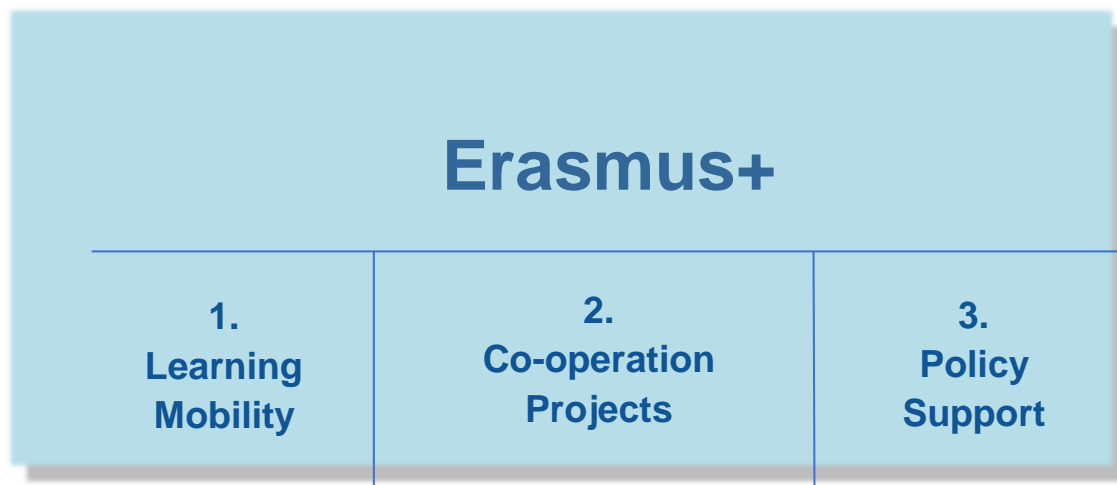 Erasmus+
1.
Learning
Mobility
2.
Co-operation
Projects
3.
Policy
Support